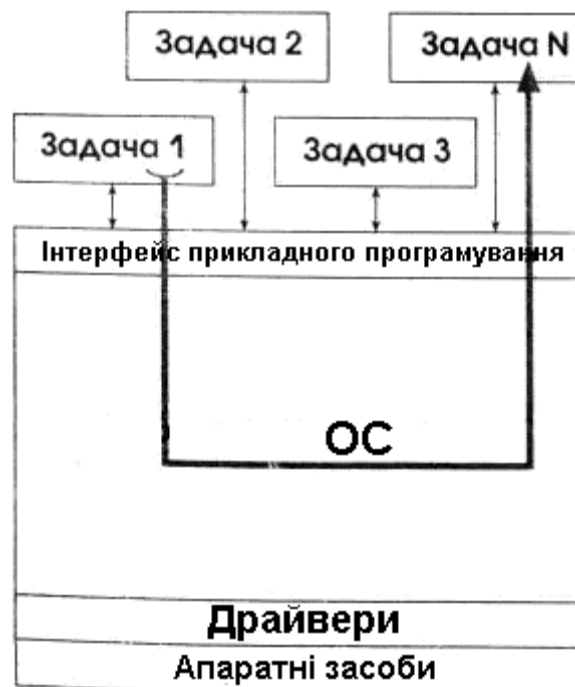 Задача 2
Задача N
Задача 1
Задача 3
Інтерфейс прикладного програмування
ОС
Драйвери
Апаратні засоби